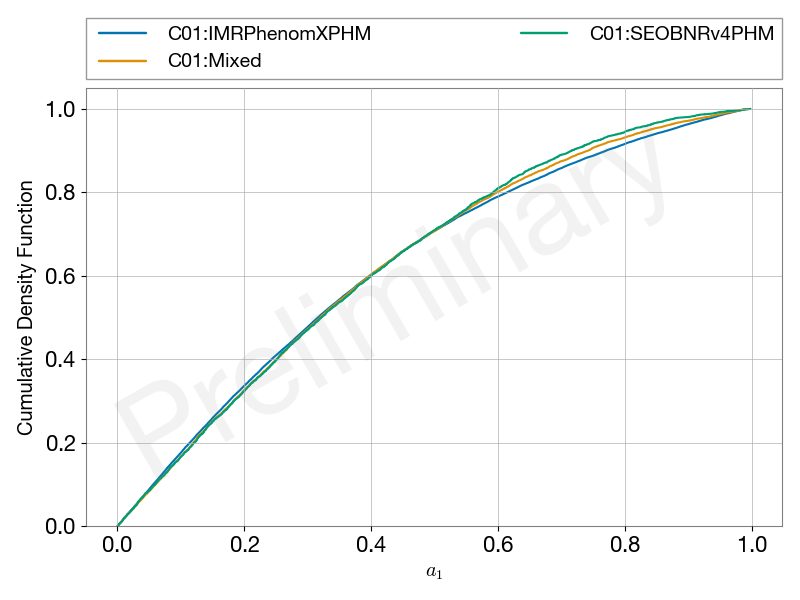 C01:IMRPhenomXPHM
C01:Mixed
C01:SEOBNRv4PHM
Preliminary
Cumulative Density Function
1.0
0.8
0.6
0.4
0.2
0.0
0.0 0.2 0.4 0.6 0.8 1.0
a₁